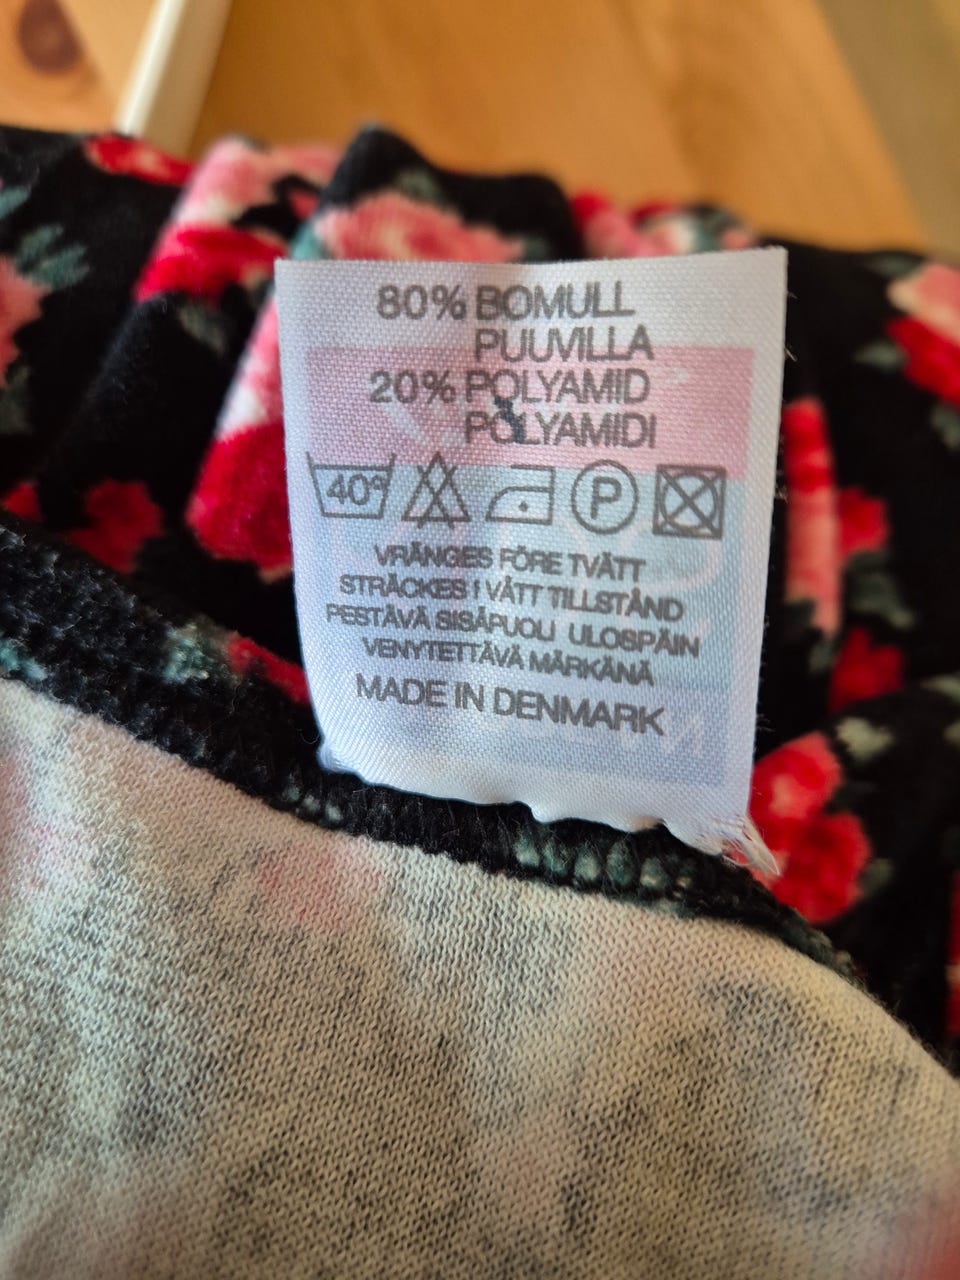 80% BOMULL
PUUVILLA
20% POLYAMID
POLYAMIDI
40° P
VRÄNGES FÖRE TVÄTT
STRÄCKES I VÅTT TILLSTÅND
PESTÄVÄ SISÄPUOLI ULOSPÄIN
VENYTETTÄVÄ MÄRKÄNÄ
MADE IN DENMARK